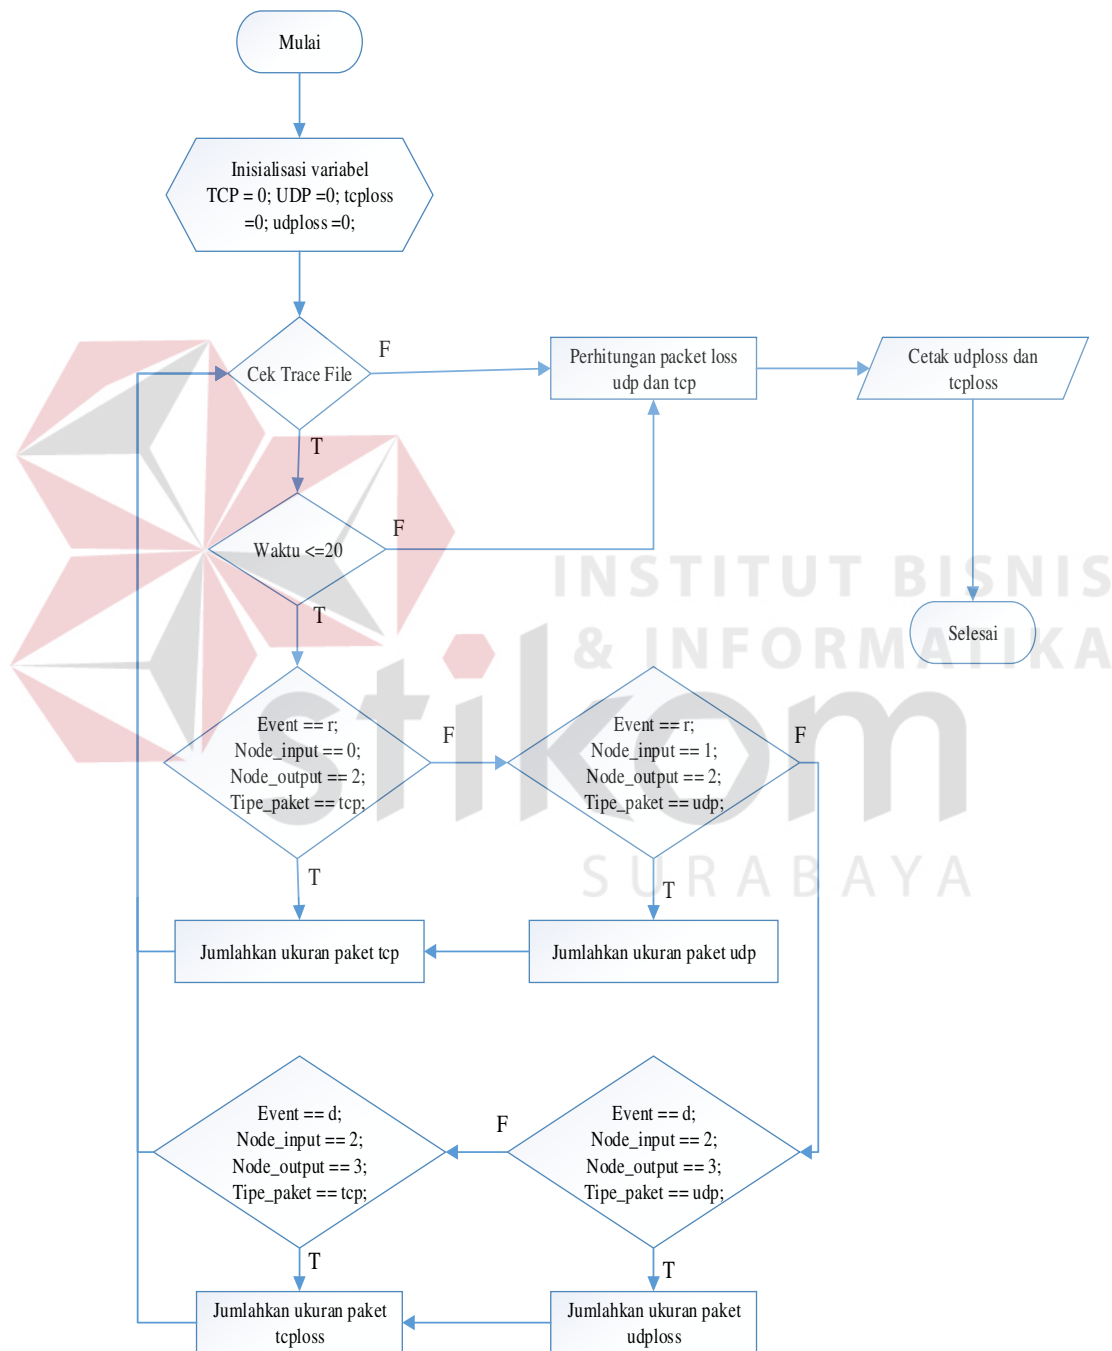 Mulai
Inisialisasi variabel
TCP = 0; UDP =0; tcploss
=0; udploss =0;
Cek Trace File
F
Perhitungan packet loss
udp dan tcp
Cetak udploss dan
tcploss
T
Waktu <=20
F
T
INSTITUT BISNIS
& INFORMATIKA
Selesai
stikom
SURABAYA
Event == r;
Node_input == 0;
Node_output == 2;
Tipe_paket == tcp;
F
Event == r;
Node_input == 1;
Node_output == 2;
Tipe_paket == udp;
F
T
T
Jumlahkan ukuran paket tcp
Jumlahkan ukuran paket udp
Event == d;
Node_input == 2;
Node_output == 3;
Tipe_paket == tcp;
F
Event == d;
Node_input == 2;
Node_output == 3;
Tipe_paket == udp;
T
T
Jumlahkan ukuran paket
tcploss
Jumlahkan ukuran paket
udploss